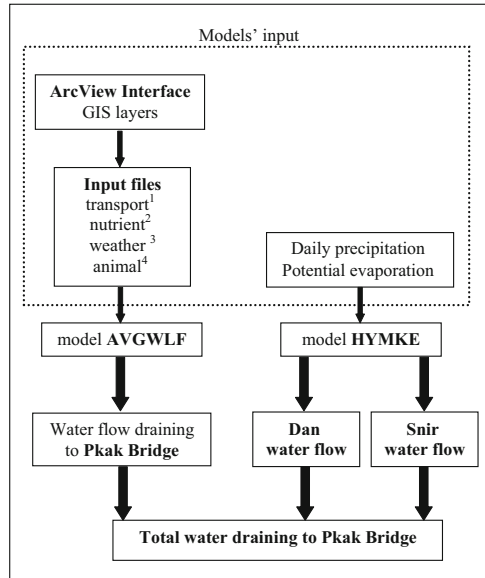 Models' input
ArcView Interface
GIS layers
Input files
transport¹
nutrient²
weather ³
animal⁴
Daily precipitation
Potential evaporation
model AVGWLF
model HYMKE
Water flow draining
to Pkak Bridge
Dan
water flow
Snir
water flow
Total water draining to Pkak Bridge